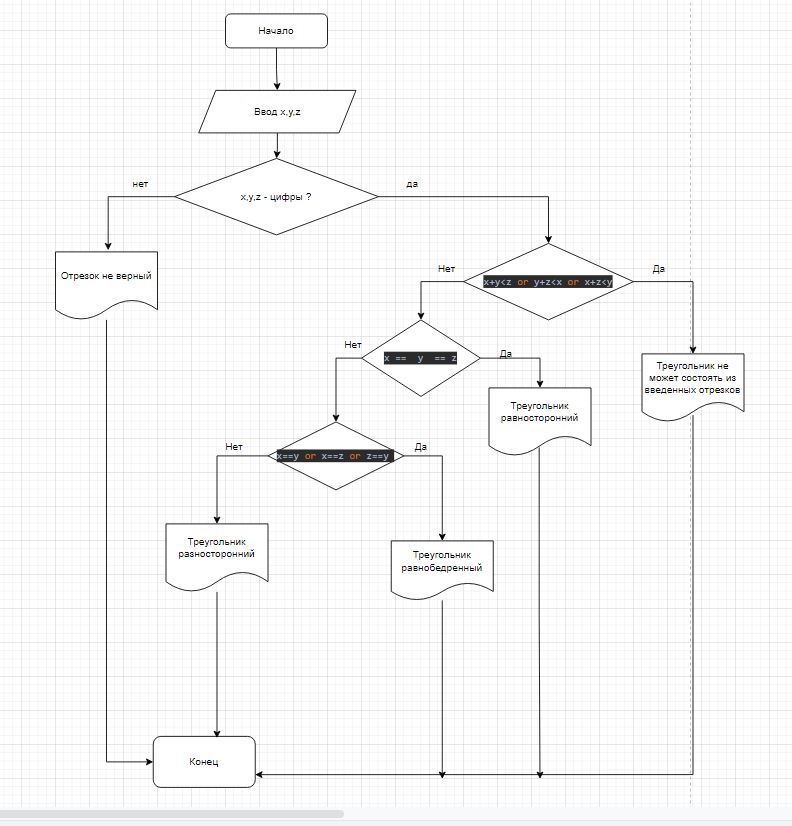 Начало
Ввод x,y,z
x,y,z - цифры ?
нет
да
Отрезок не верный
x+y<z or y+z<x or x+z<y
Нет
Да
x == y == z
Нет
Да
Треугольник не
может состоять из
введенных отрезков
Треугольник
равносторонний
x==y or x==z or z==y
Нет
Да
Треугольник
разносторонний
Треугольник
равнобедренный
Конец